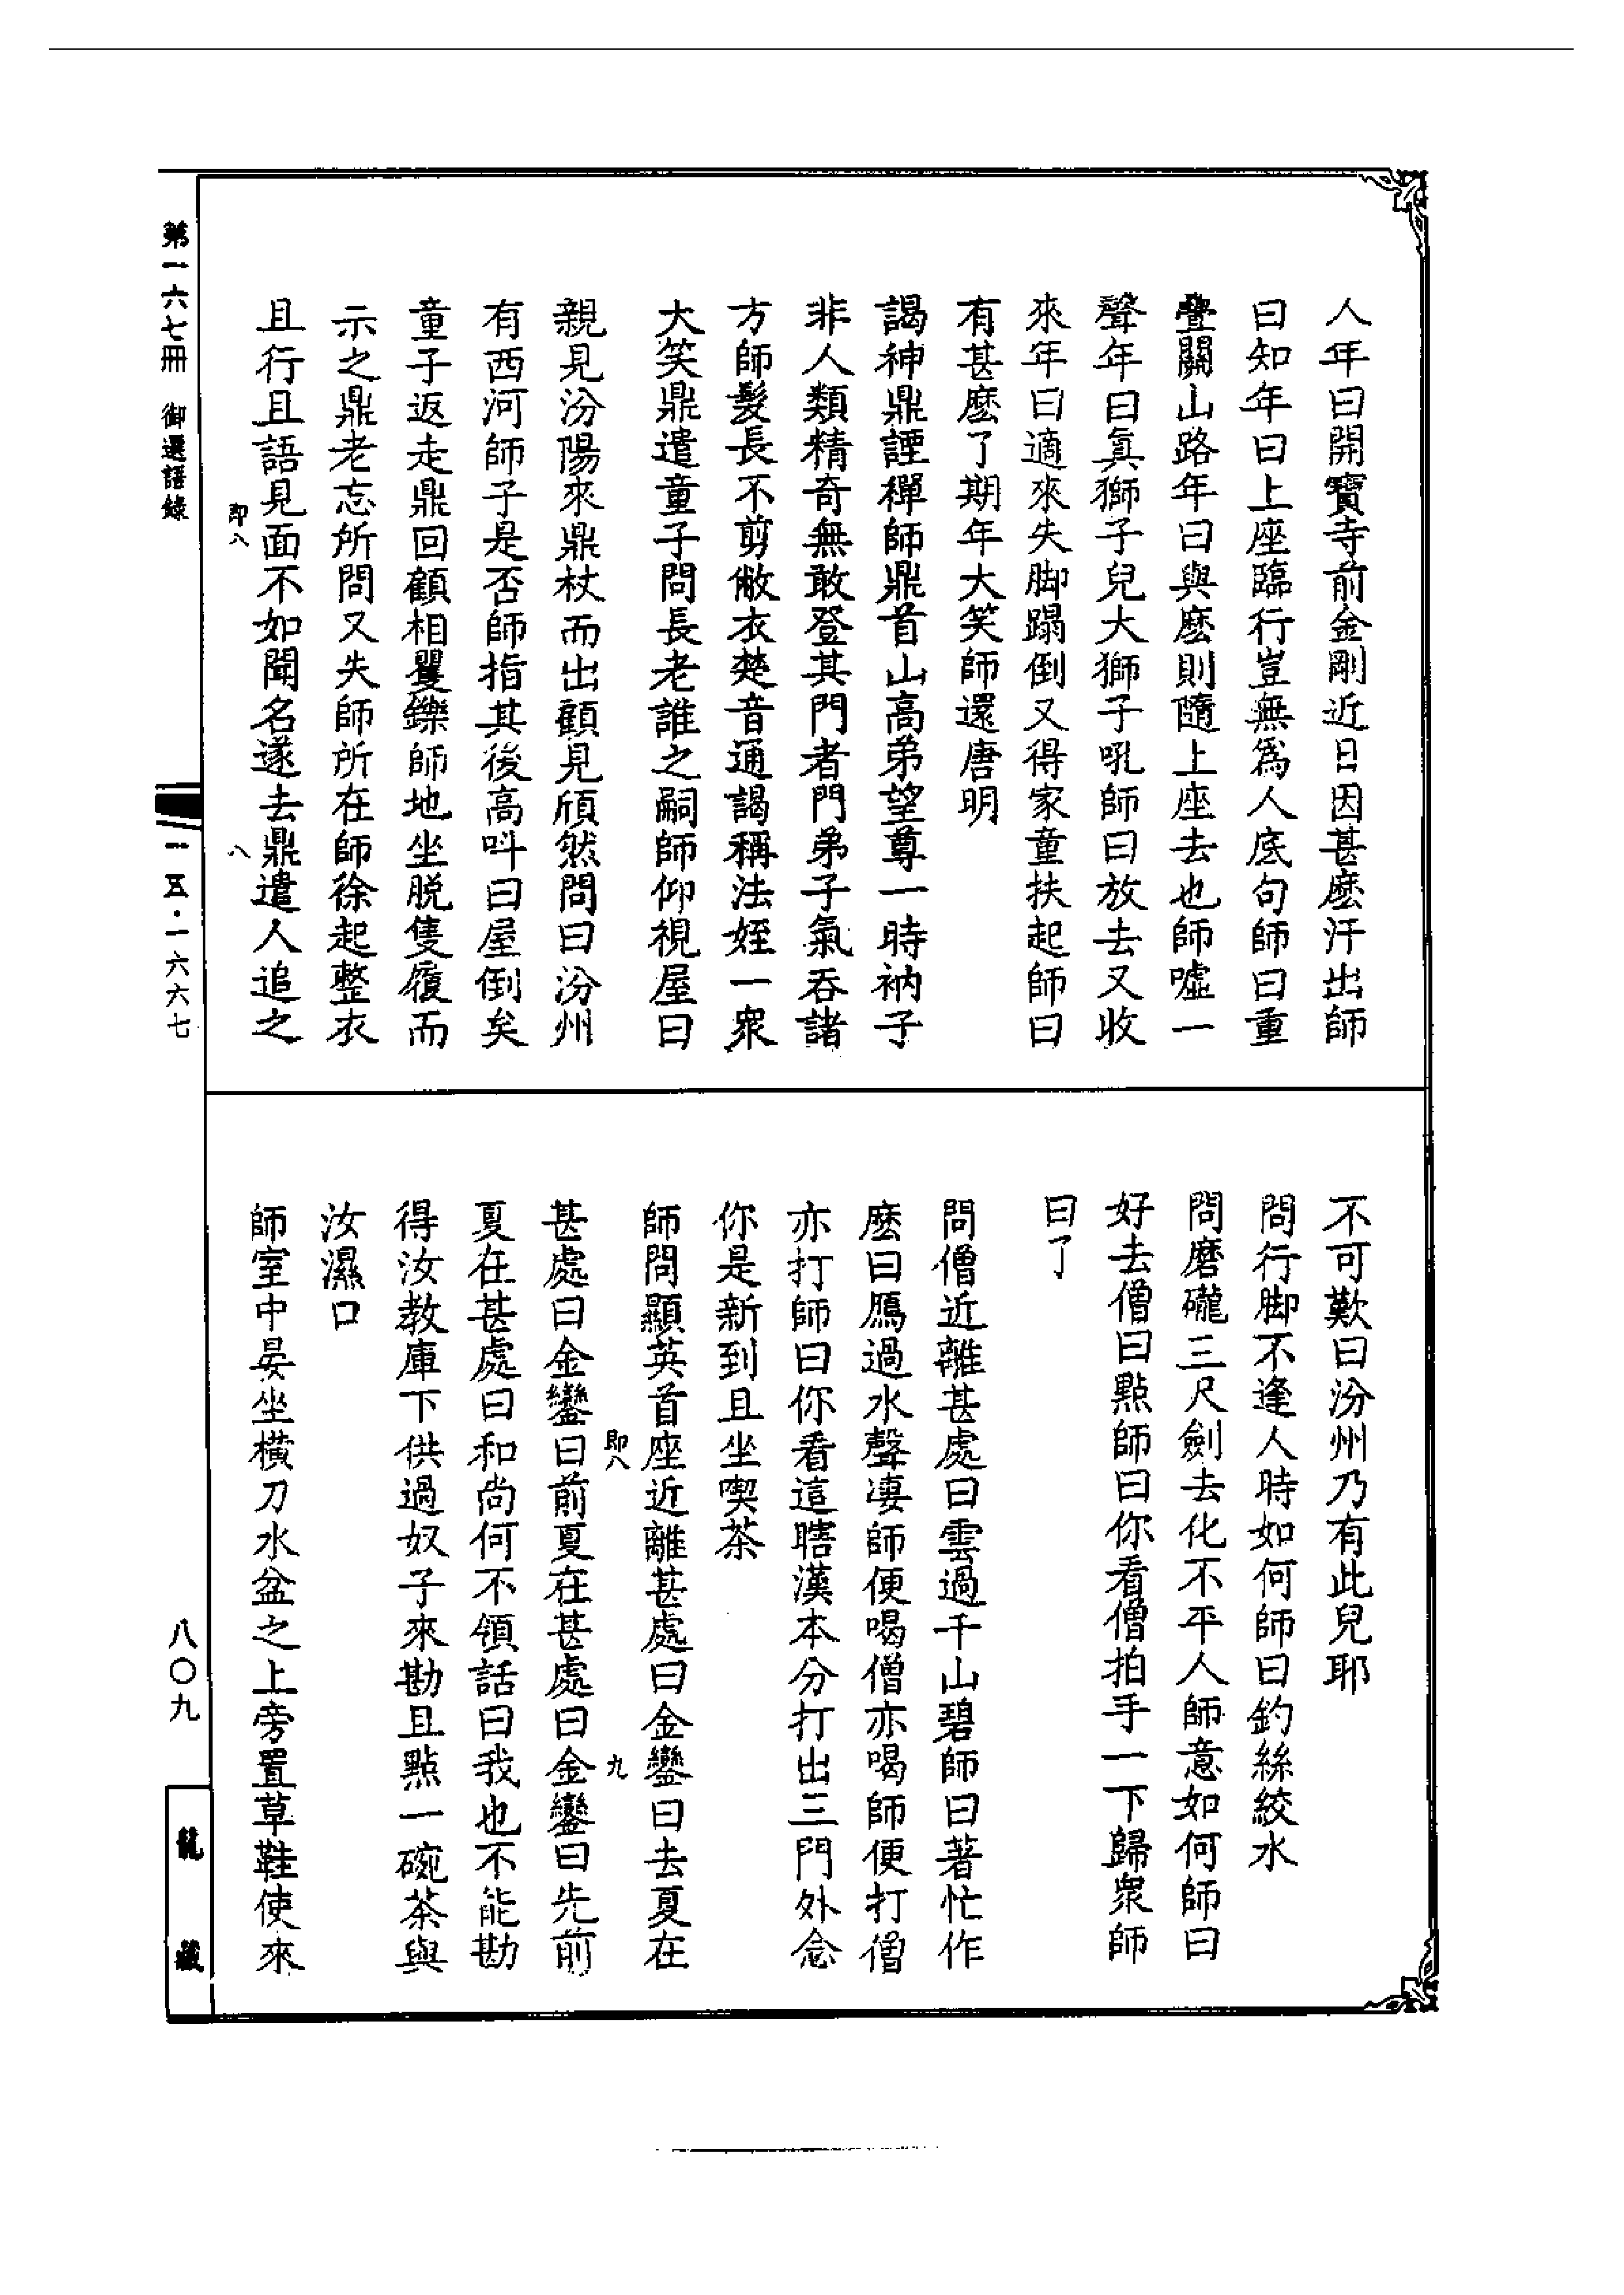 人年曰開寶寺前金剛近日因甚麽汗出師
曰知年曰上座臨行豈無爲人底句師曰重
疊關山路年曰與麽則隨上座去也師噓一
聲年曰眞獅子兒大獅子吼師曰放去又收
來年曰適來失脚蹋倒又得家童扶起師曰
有甚麽了期年大笑師還唐明
謁神鼎諲禪師鼎首山高弟望尊一時衲子
非人類精奇無敢登其門者門弟子氣吞諸
方師髮長不剪敝衣楚音通謁稱法姪一衆
大笑鼎遣童子問長老誰之嗣師仰視屋曰
親見汾陽來鼎杖而出顧見頎然問曰汾州
有西河師子是否師指其後高呌曰屋倒矣
童子返走鼎回顧相矍鑠師地坐脱隻履而
示之鼎老忘所問又失師所在師徐起整衣
且行且語見面不如聞名遂去鼎遣人追之
即八
八
不可歎曰汾州乃有此兒耶
問行脚不逢人時如何師曰釣絲絞水
問磨礲三尺劍去化不平人師意如何師曰
好去僧曰點師曰你看僧拍手一下歸衆師
曰了
問僧近離甚處曰雲過千山碧師曰著忙作
麽曰鴈過水聲凄師便喝僧亦喝師便打僧
亦打師曰你看這瞎漢本分打出三門外念
你是新到且坐喫茶
師問顯英首座近離甚處曰金鑾曰去夏在
即八
九
甚處曰金鑾曰前夏在甚處曰金鑾曰先前
夏在甚處曰和尚何不領話曰我也不能勘
得汝教庫下供過奴子來勘且點一碗茶與
汝濕口
師室中晏坐橫刀水盆之上旁置草鞋使來
第一六七冊 御選語錄
一五·一六六七
八〇九
龍藏